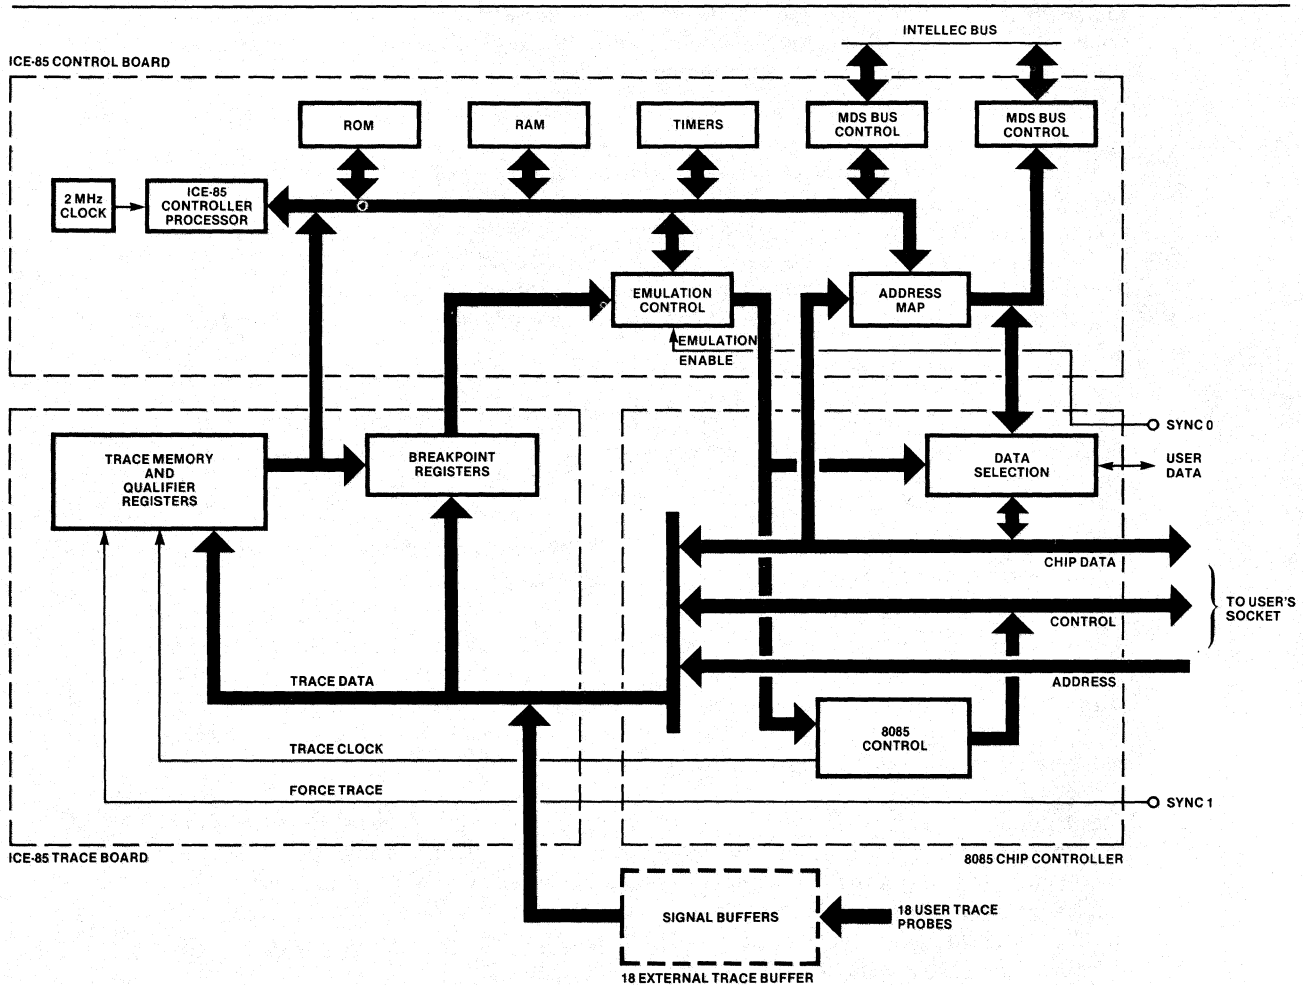 INTELLEC BUS
ICE-85 CONTROL BOARD
ROM
RAM
TIMERS
MDS BUS
CONTROL
MDS BUS
CONTROL
2 MHz
CLOCK
ICE-85
CONTROLLER
PROCESSOR
EMULATION
CONTROL
ADDRESS
MAP
EMULATION
ENABLE
SYNC 0
TRACE MEMORY
AND
QUALIFIER
REGISTERS
BREAKPOINT
REGISTERS
DATA
SELECTION
USER
DATA
CHIP DATA
CONTROL
TO USER'S
SOCKET
ADDRESS
TRACE DATA
8085
CONTROL
TRACE CLOCK
FORCE TRACE
SYNC 1
ICE-85 TRACE BOARD
8085 CHIP CONTROLLER
SIGNAL BUFFERS
18 USER TRACE
PROBES
18 EXTERNAL TRACE BUFFER